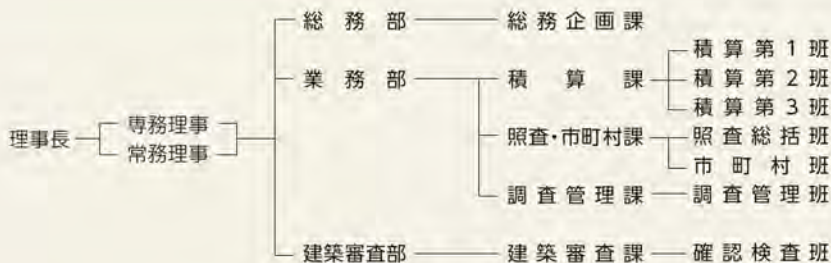 総務部 総務企画課
積算第1班
業務部 積算課 積算第2班
積算第3班
専務理事
理事長 照査・市町村課 照査総括班
常務理事
市町村班
調査管理課 調査管理班
建築審査部 建築審査課 確認検査班